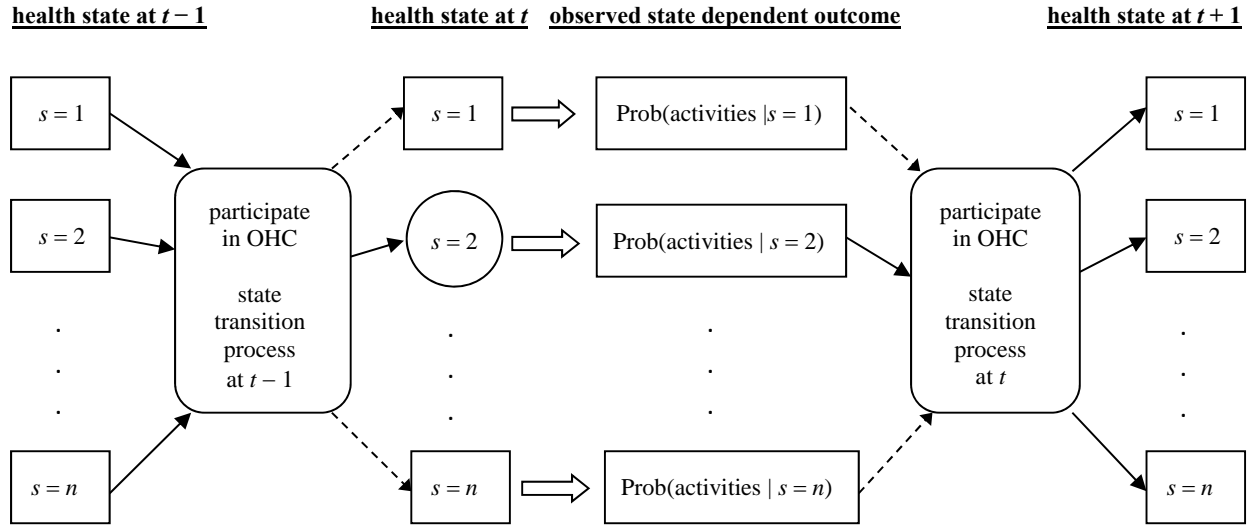 health state at t − 1
health state at t
observed state dependent outcome
health state at t + 1
s = 1
s = 2
.
.
.
s = n
participate
in OHC
state
transition
process
at t − 1
s = 1
s = 2
.
.
.
s = n
Prob(activities |s = 1)
Prob(activities | s = 2)
.
.
.
Prob(activities | s = n)
participate
in OHC
state
transition
process
at t
s = 1
s = 2
.
.
.
s = n